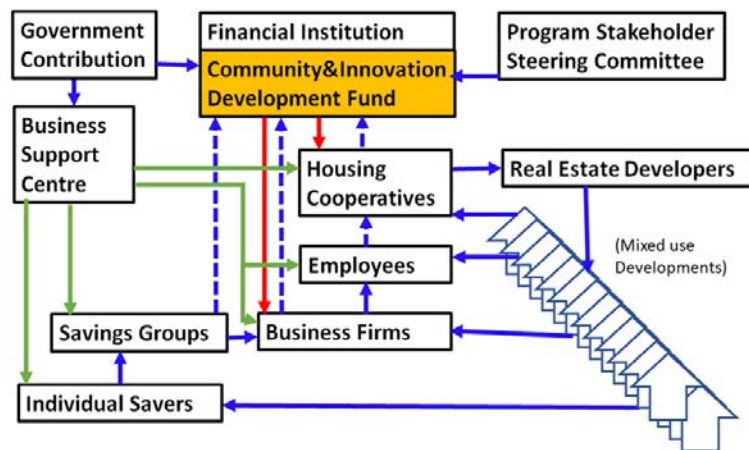 Government
Contribution
Financial Institution
Community&Innovation
Development Fund
Program Stakeholder
Steering Committee
Business
Support
Centre
Housing
Cooperatives
Real Estate Developers
(Mixed use
Developments)
Employees
Savings Groups
Business Firms
Individual Savers